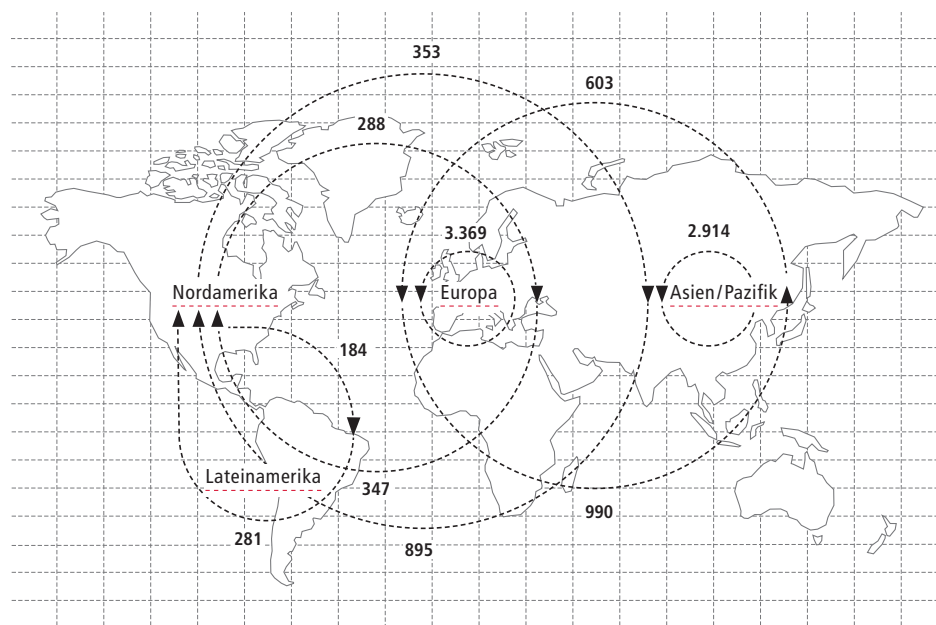 353
603
288
3.369
2.914
Nordamerika
Europa
Asien/Pazifik
184
Lateinamerika
347
990
281
895